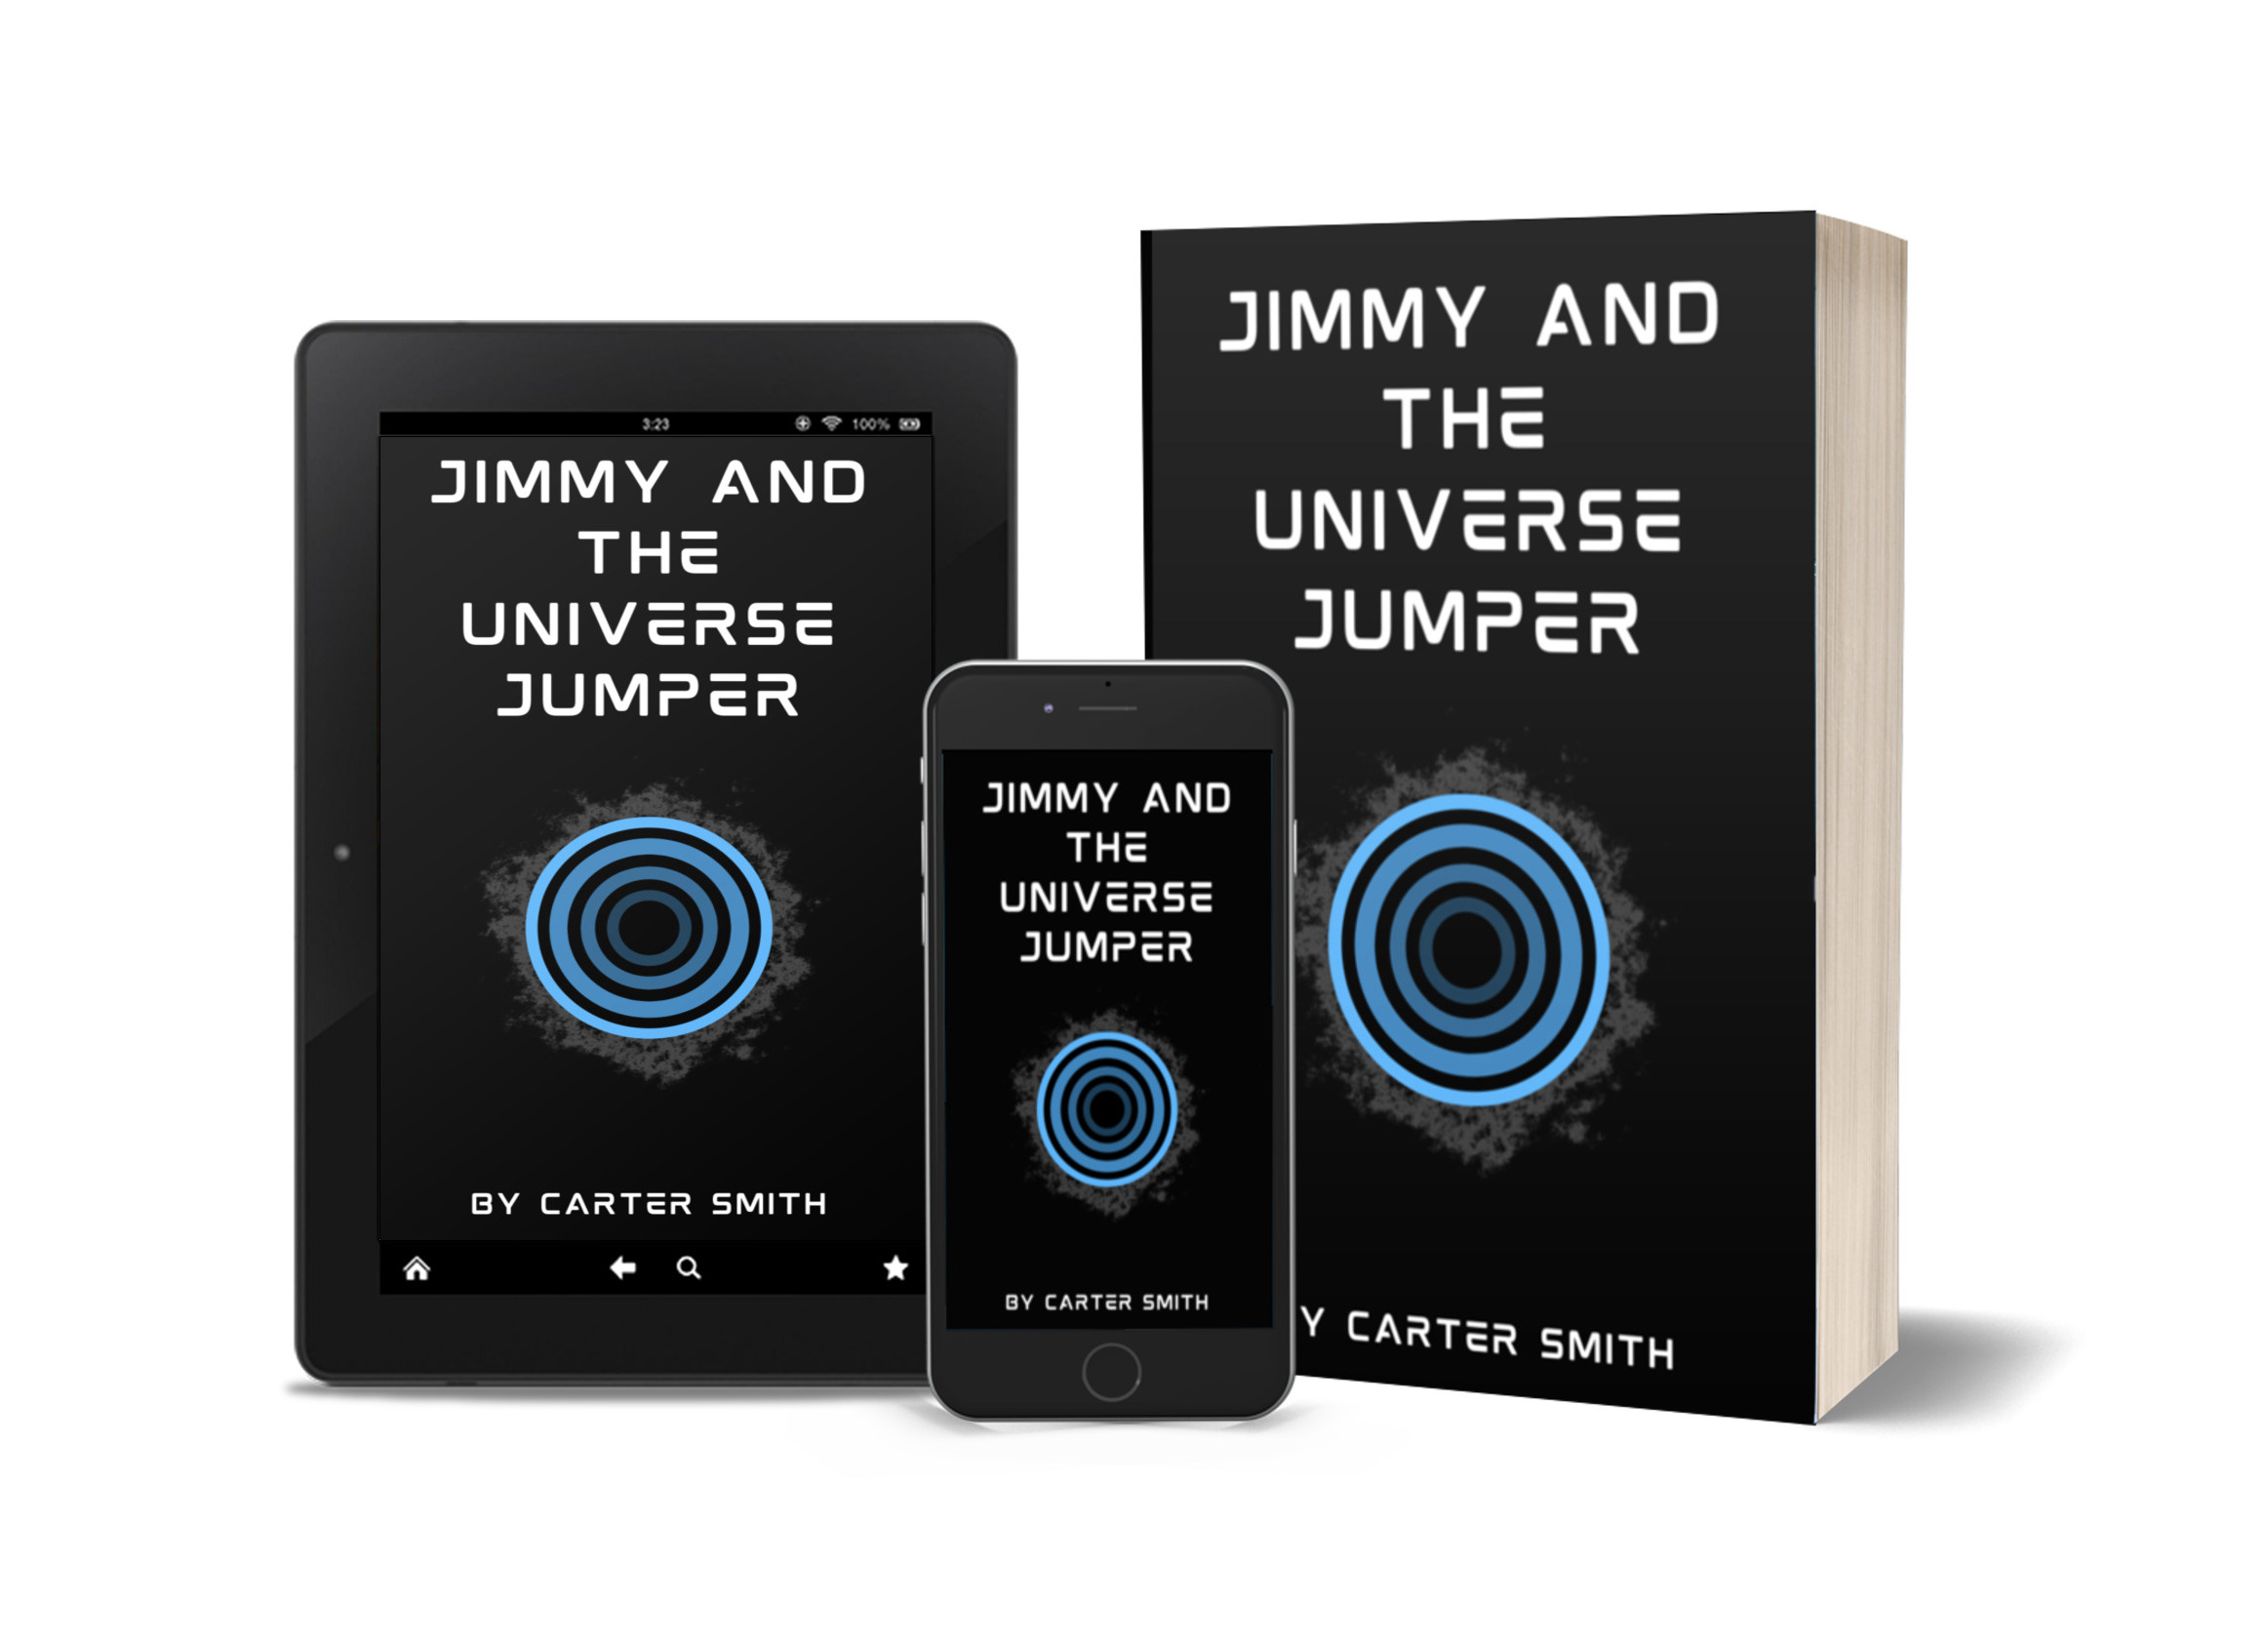 3:23
100%
JIMMY AND
THE
UNIVERSE
JUMPER
BY CARTER SMITH
JIMMY AND
THE
UNIVERSE
JUMPER
BY CARTER SMITH
JIMMY AND
THE
UNIVERSE
JUMPER
Y CARTER SMITH